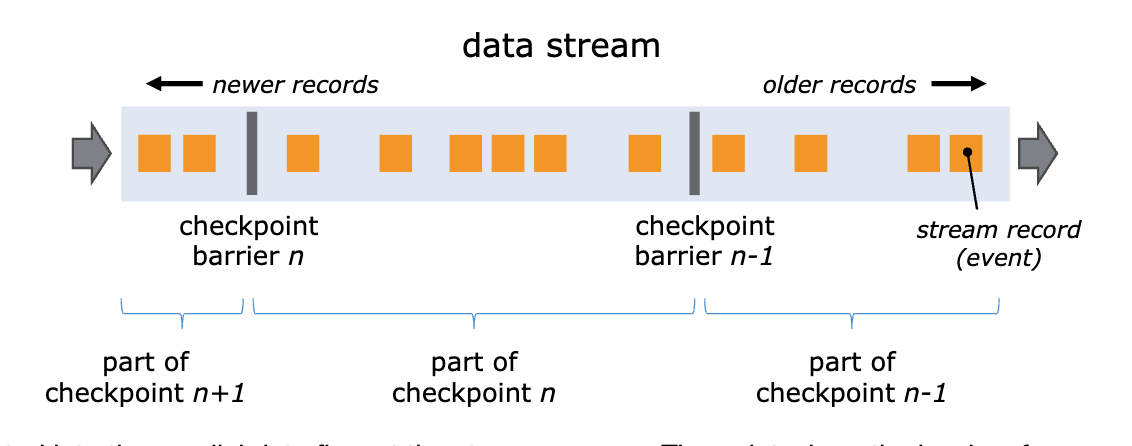 data stream
newer records
older records
checkpoint
barrier n
checkpoint
barrier n-1
stream record
(event)
part of
checkpoint n+1
part of
checkpoint n
part of
checkpoint n-1